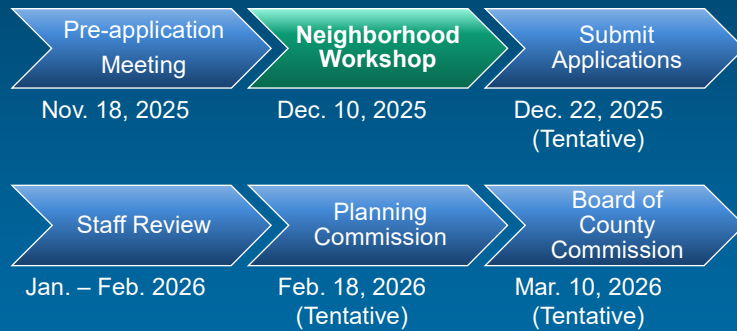 Pre-application
Meeting
Neighborhood
Workshop
Submit
Applications
Nov. 18, 2025
Dec. 10, 2025
Dec. 22, 2025
(Tentative)
Staff Review
Planning
Commission
Board of
County
Commission
Jan. – Feb. 2026
Feb. 18, 2026
(Tentative)
Mar. 10, 2026
(Tentative)